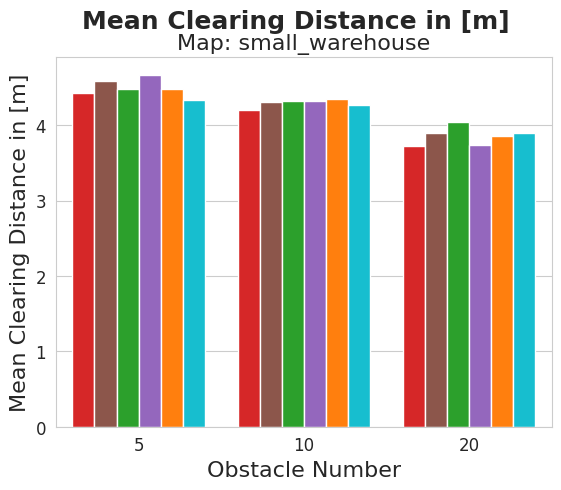 Mean Clearing Distance in [m]
Map: small_warehouse
Mean Clearing Distance in [m]
4
3
2
1
0
5 10 20
Obstacle Number